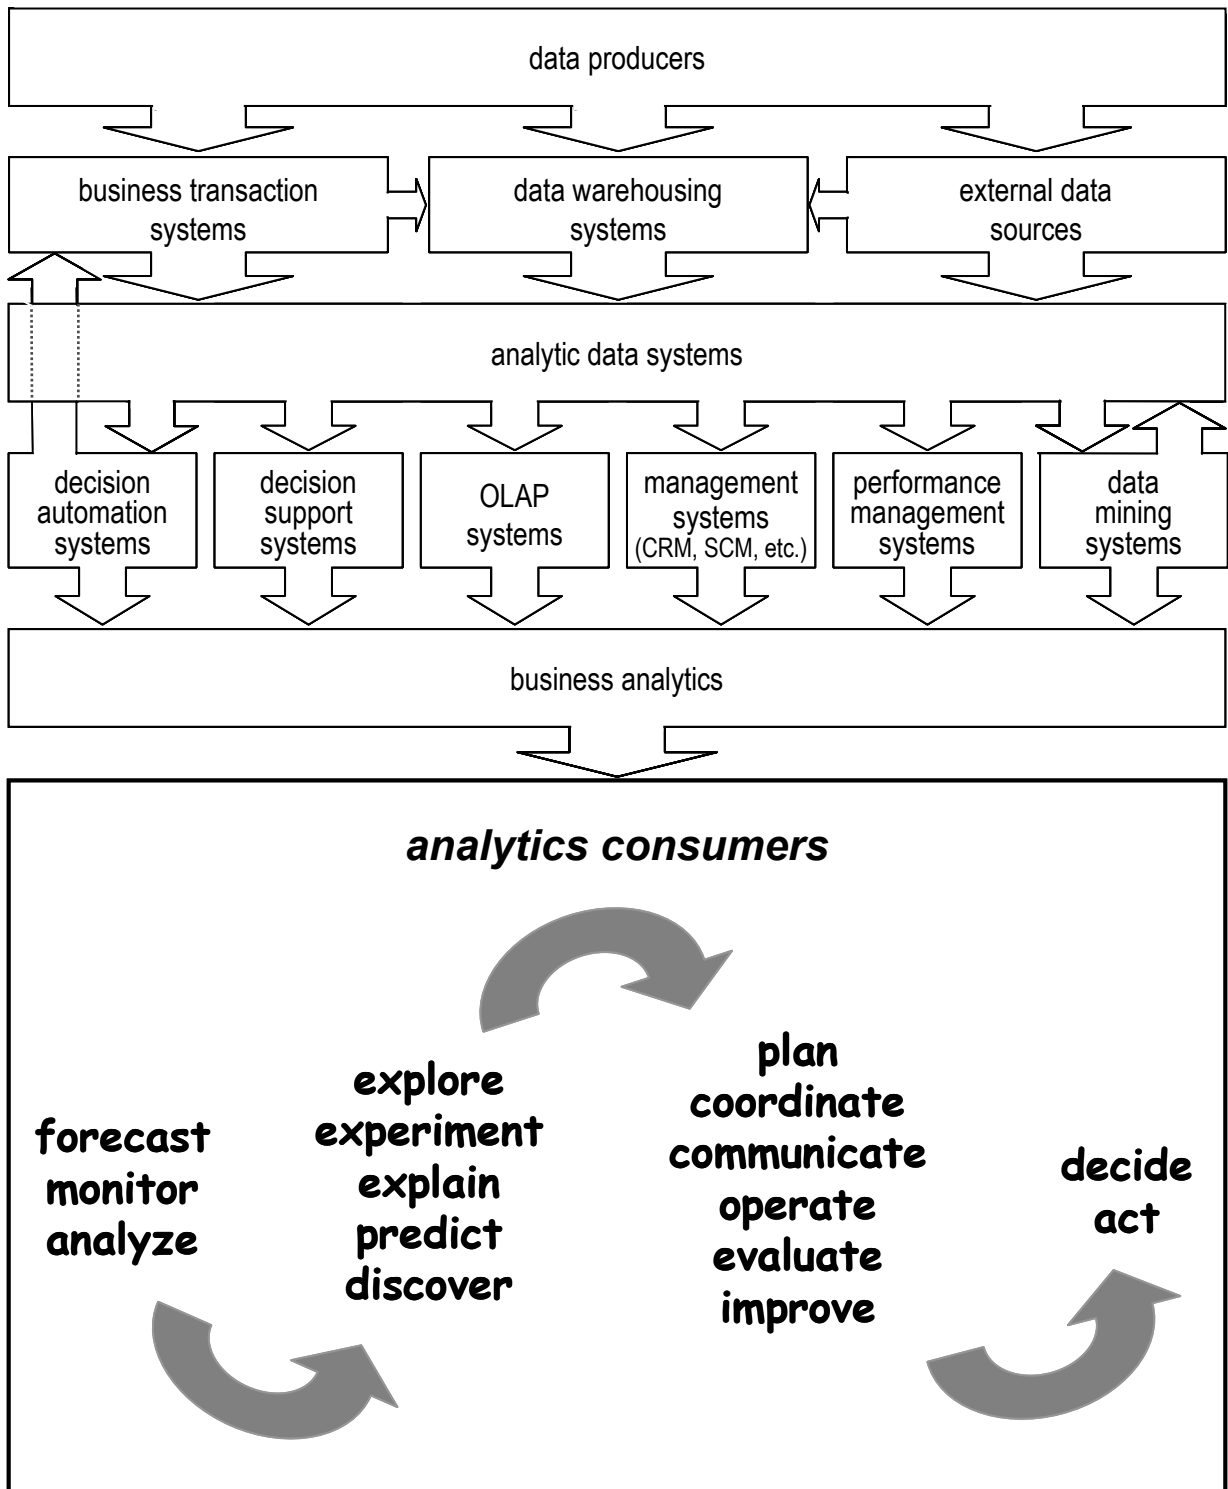 data producers
business transaction
systems
data warehousing
systems
external data
sources
analytic data systems
decision
automation
systems
decision
support
systems
OLAP
systems
management
systems
(CRM, SCM, etc.)
performance
management
systems
data
mining
systems
business analytics
analytics consumers
forecast
monitor
analyze
explore
experiment
explain
predict
discover
plan
coordinate
communicate
operate
evaluate
improve
decide
act